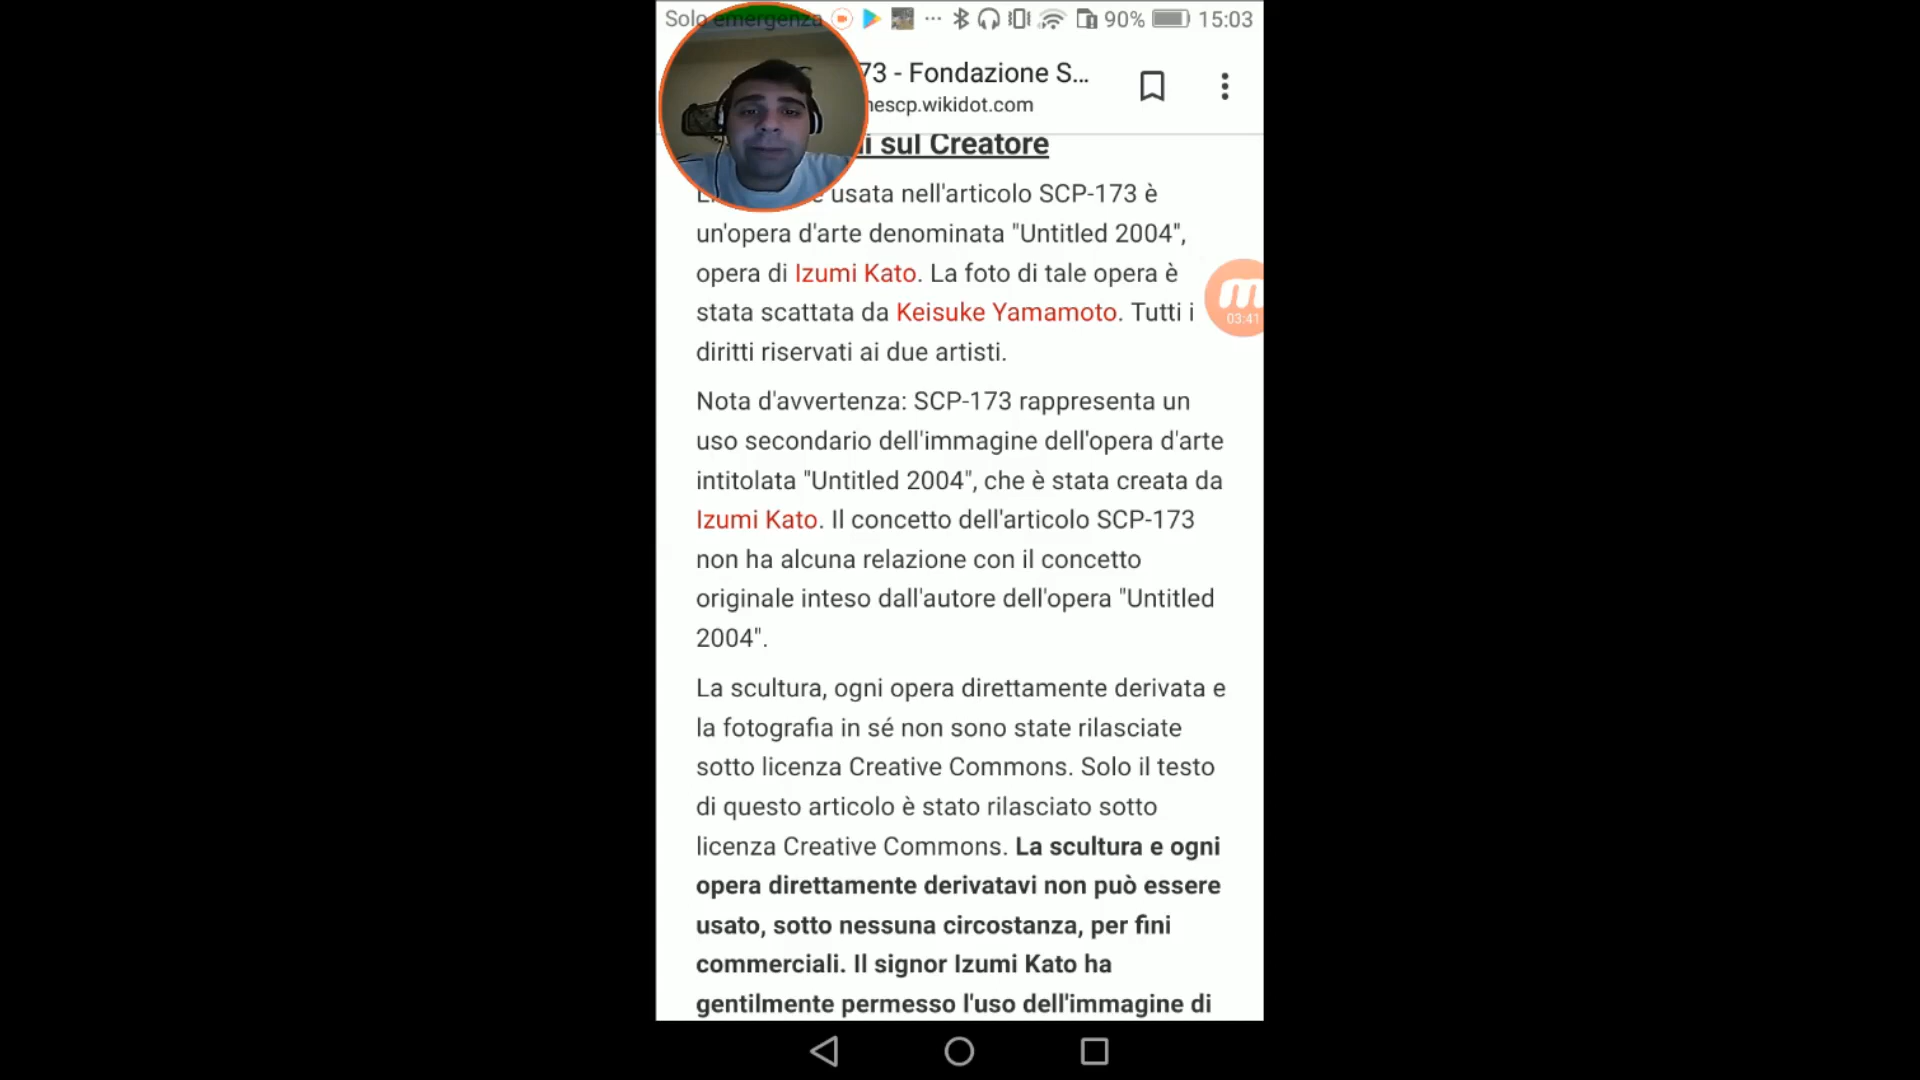 Solo emergenza
90%
15:03
73 - Fondazione S...
nescp.wikidot.com
i sul Creatore
usata nell'articolo SCP-173 è
un'opera d'arte denominata "Untitled 2004",
opera di Izumi Kato. La foto di tale opera è
stata scattata da Keisuke Yamamoto. Tutti i
diritti riservati ai due artisti.
03:41
Nota d'avvertenza: SCP-173 rappresenta un
uso secondario dell'immagine dell'opera d'arte
intitolata "Untitled 2004", che è stata creata da
Izumi Kato. Il concetto dell'articolo SCP-173
non ha alcuna relazione con il concetto
originale inteso dall'autore dell'opera "Untitled
2004".
La scultura, ogni opera direttamente derivata e
la fotografia in sé non sono state rilasciate
sotto licenza Creative Commons. Solo il testo
di questo articolo è stato rilasciato sotto
licenza Creative Commons. La scultura e ogni
opera direttamente derivatavi non può essere
usato, sotto nessuna circostanza, per fini
commerciali. Il signor Izumi Kato ha
gentilmente permesso l'uso dell'immagine di